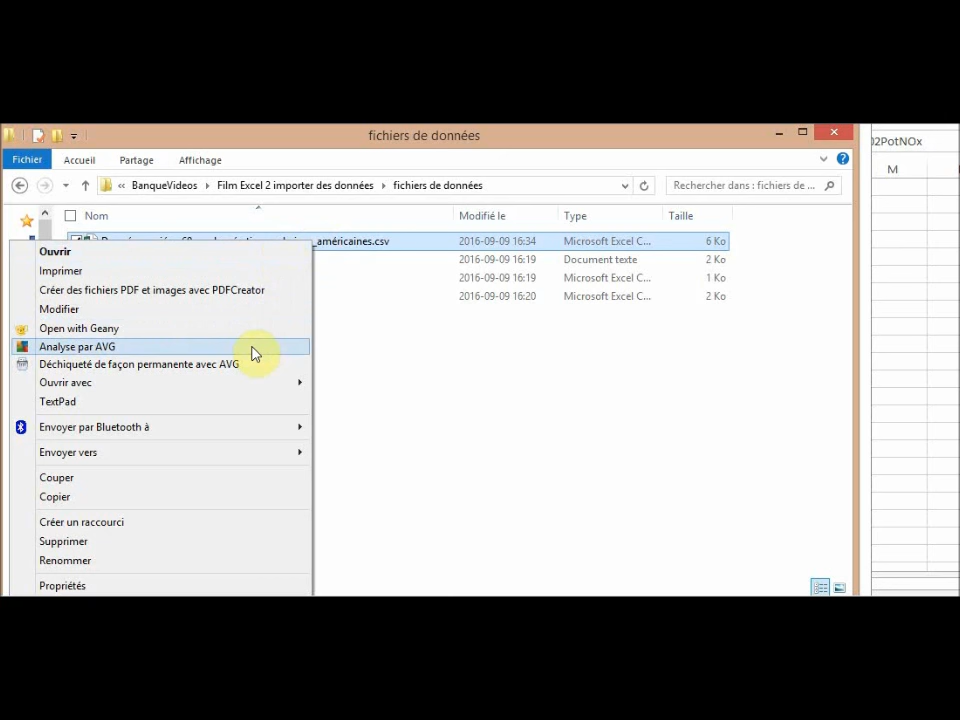 fichiers de données
Fichier Accueil Partage Affichage
« BanqueVideos Film Excel 2 importer des données fichiers de données Rechercher dans : fichiers de ...
Nom Modifié le Type Taille
_américaines.csv 2016-09-09 16:34 Microsoft Excel C... 6 Ko
2016-09-09 16:19 Document texte 2 Ko
2016-09-09 16:19 Microsoft Excel C... 1 Ko
2016-09-09 16:20 Microsoft Excel C... 2 Ko
Ouvrir
Imprimer
Créer des fichiers PDF et images avec PDFCreator
Modifier
Open with Geany
Analyse par AVG
Déchiqueté de façon permanente avec AVG
Ouvrir avec
TextPad
Envoyer par Bluetooth à
Envoyer vers
Couper
Copier
Créer un raccourci
Supprimer
Renommer
Propriétés
02PotNOx
M